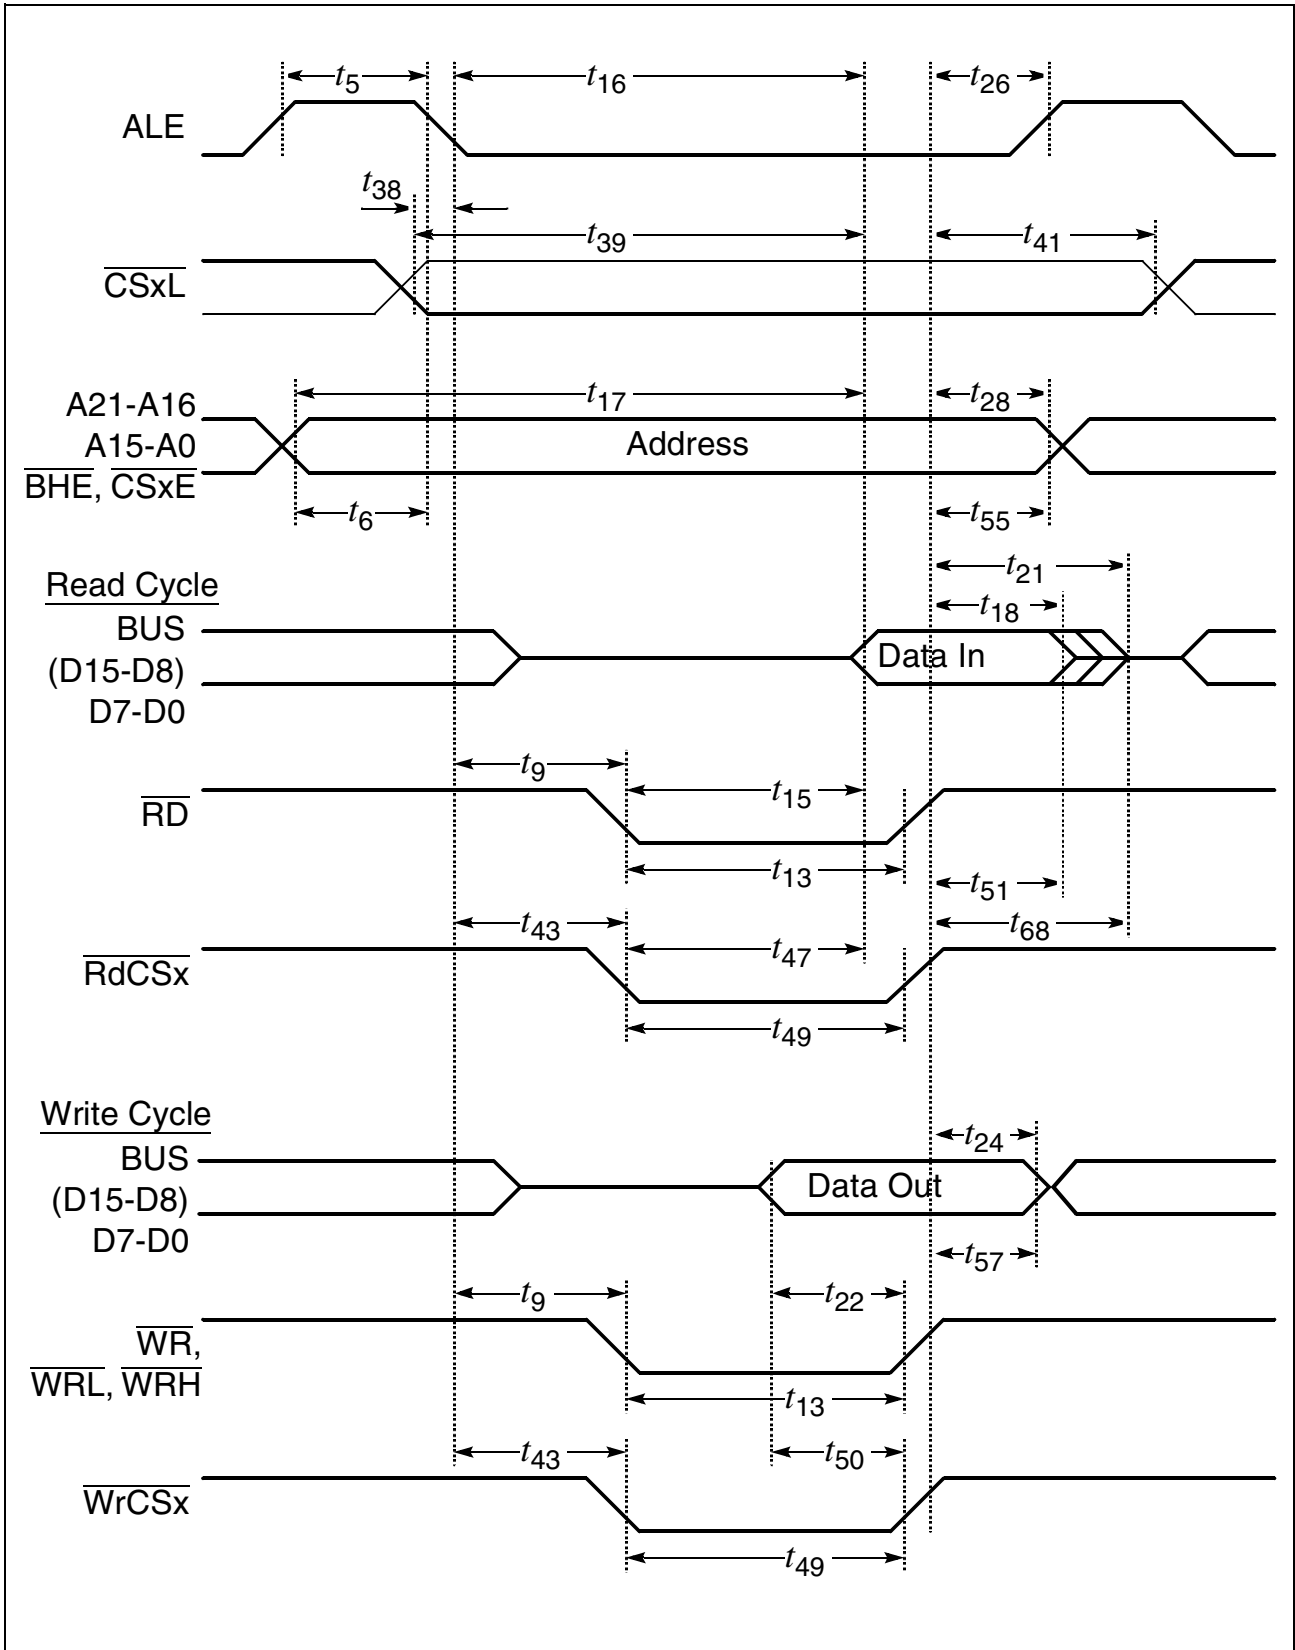 t5 t16 t26
ALE
t38
t39 t41
CSxL
t17 t28
A21-A16
A15-A0 Address
BHE, CSxE
t6 t55
t21
Read Cycle
t18
BUS
(D15-D8) Data In
D7-D0
t9
t15
RD
t13
t51
t43 t68
t47
RdCSx
t49
Write Cycle
t24
BUS
(D15-D8) Data Out
D7-D0
t57
t9 t22
WR,
WRL, WRH
t13
t43 t50
WrCSx
t49